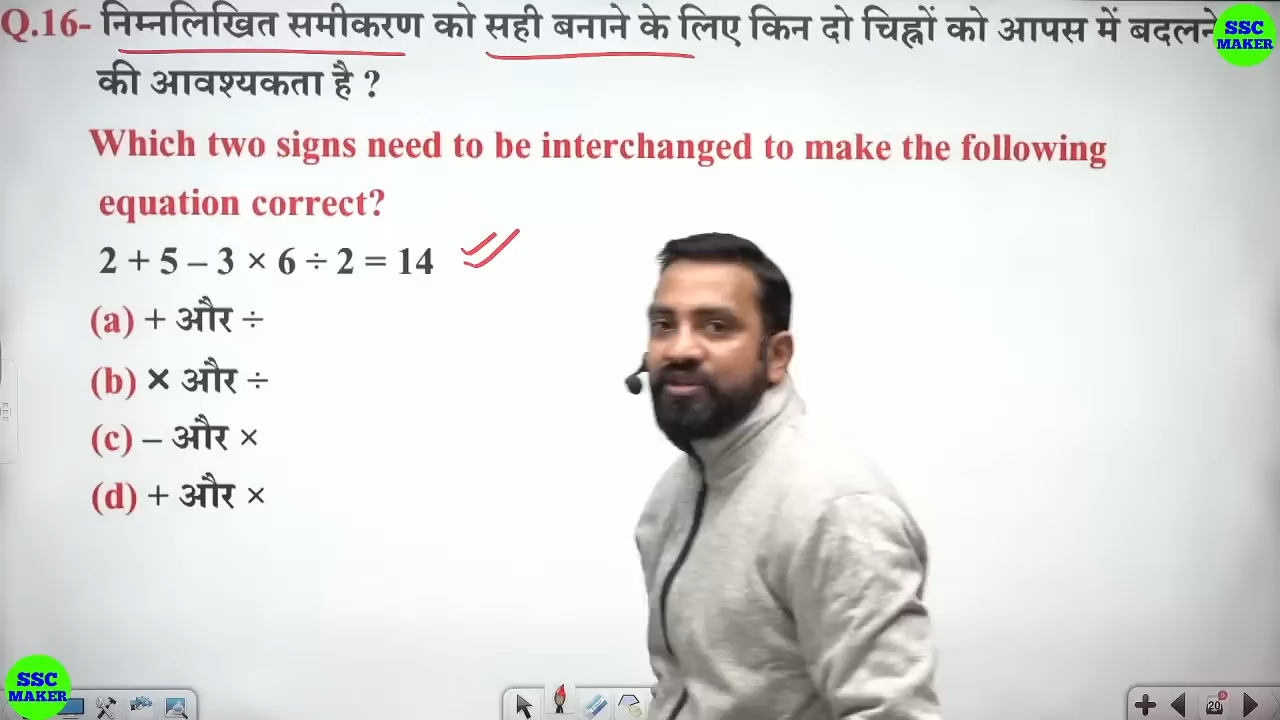 Q.16- निम्नलिखित समीकरण को सही बनाने के लिए किन दो चिह्नों को आपस में बदलने
SSC
MAKER
की आवश्यकता है ?
Which two signs need to be interchanged to make the following
equation correct?
2 + 5 – 3 × 6 ÷ 2 = 14
(a) + और ÷
(b) × और ÷
(c) – और ×
(d) + और ×
SSC
MAKER
20